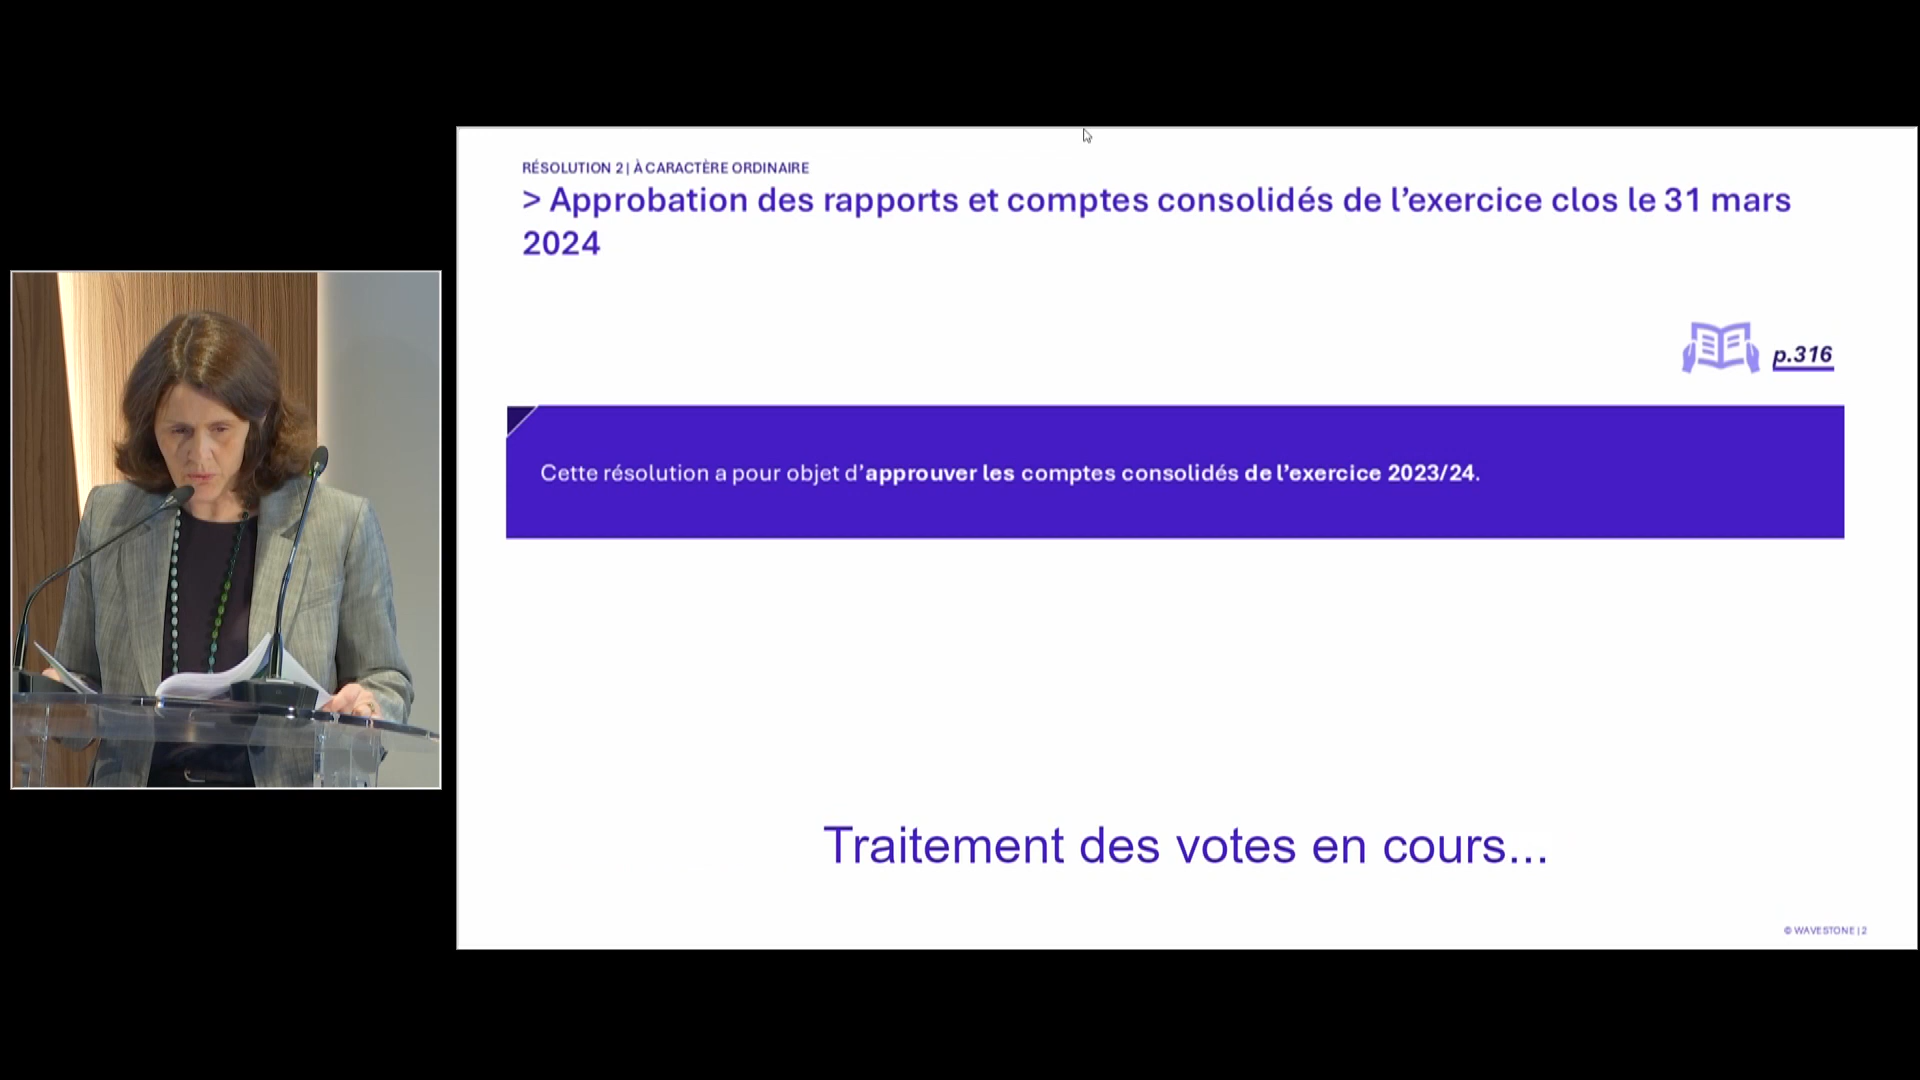 RÉSOLUTION 2 | À CARACTÈRE ORDINAIRE
> Approbation des rapports et comptes consolidés de l’exercice clos le 31 mars
2024
p.316
Cette résolution a pour objet d’approuver les comptes consolidés de l’exercice 2023/24.
Traitement des votes en cours...
© WAVESTONE | 2